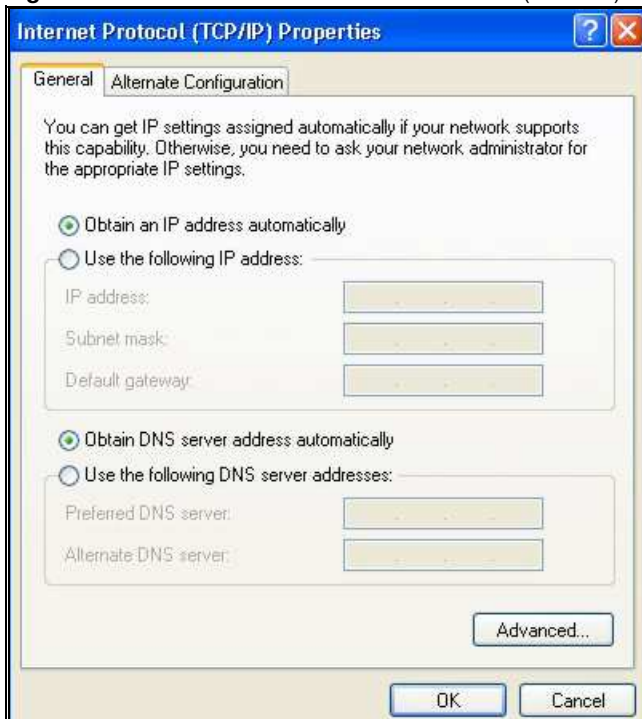 Internet Protocol (TCP/IP) Properties
General
Alternate Configuration
You can get IP settings assigned automatically if your network supports
this capability. Otherwise, you need to ask your network administrator for
the appropriate IP settings.
Obtain an IP address automatically
Use the following IP address:
IP address:
Subnet mask:
Default gateway:
Obtain DNS server address automatically
Use the following DNS server addresses:
Preferred DNS server:
Alternate DNS server:
Advanced...
OK
Cancel